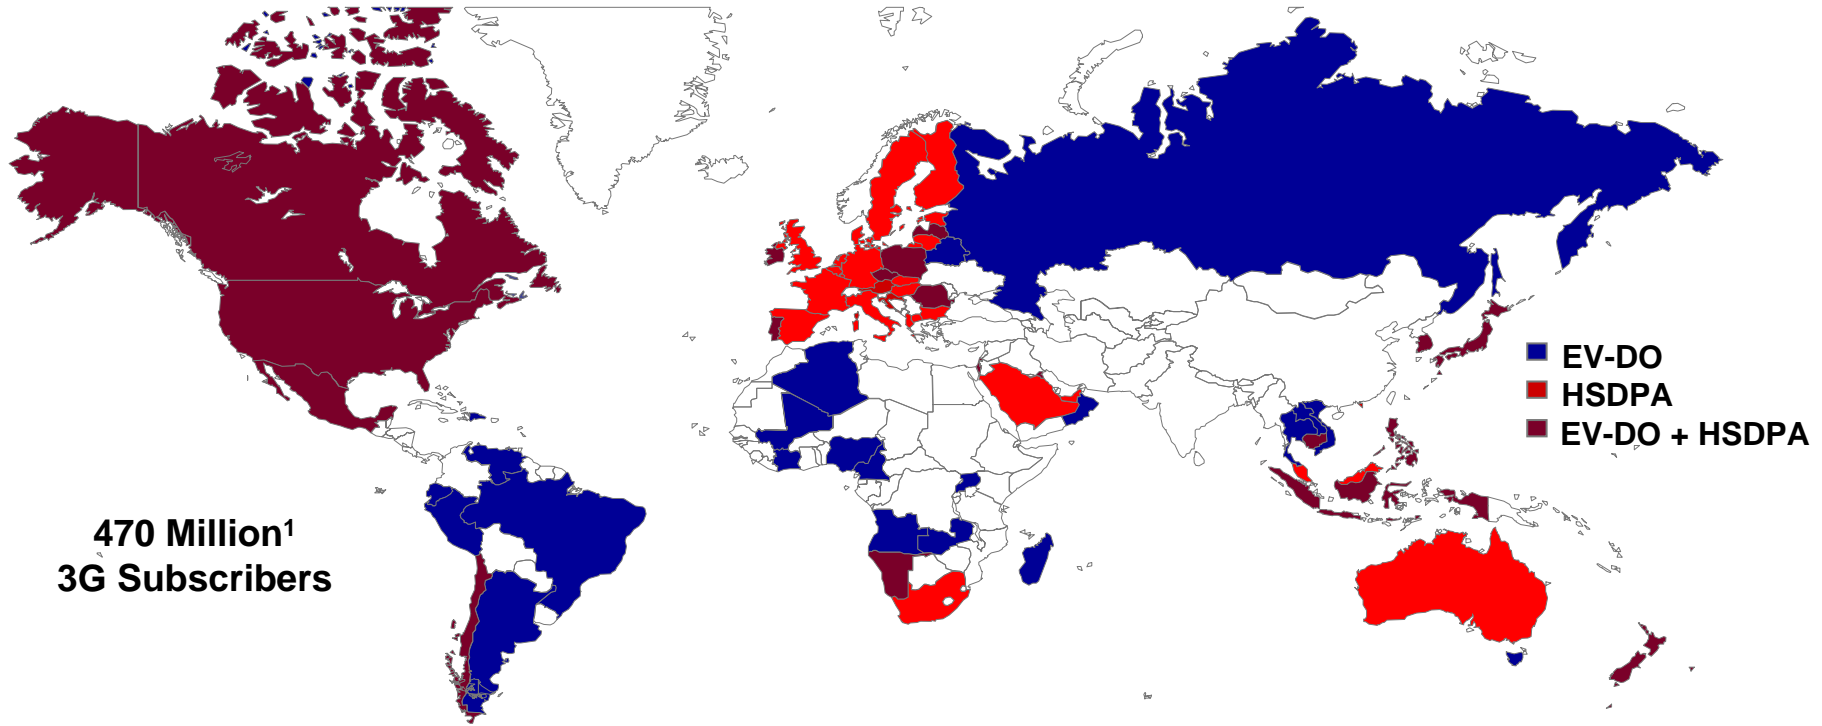 EV-DO
HSDPA
EV-DO + HSDPA
470 Million¹
3G Subscribers